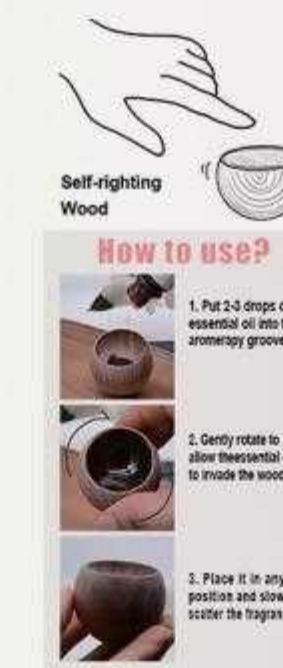 Self-righting
Wood
How to use?
1. Put 2-3 drops
essential oil into
aromerapy groove
2. Gently rotate to
allow theessential
to invade the wood
3. Place it in any
position and slow
scatter the fragran